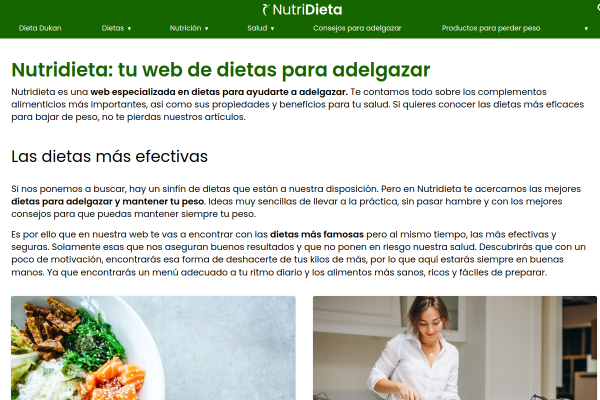 NutriDieta
Dieta Dukan
Dietas
Nutrición
Salud
Consejos para adelgazar
Productos para perder peso
Nutridieta: tu web de dietas para adelgazar
Nutridieta es una web especializada en dietas para ayudarte a adelgazar. Te contamos todo sobre los complementos
alimenticios más importantes, así como sus propiedades y beneficios para tu salud. Si quieres conocer las dietas más eficaces
para bajar de peso, no te pierdas nuestros artículos.
Las dietas más efectivas
Si nos ponemos a buscar, hay un sinfín de dietas que están a nuestra disposición. Pero en Nutridieta te acercamos las mejores
dietas para adelgazar y mantener tu peso. Ideas muy sencillas de llevar a la práctica, sin pasar hambre y con los mejores
consejos para que puedas mantener siempre tu peso.
Es por ello que en nuestra web te vas a encontrar con las dietas más famosas pero al mismo tiempo, las más efectivas y
seguras. Solamente esas que nos aseguran buenos resultados y que no ponen en riesgo nuestra salud. Descubrirás que con un
poco de motivación, encontrarás esa forma de deshacerte de tus kilos de más, por lo que aquí estarás siempre en buenas
manos. Ya que encontrarás un menú adecuado a tu ritmo diario y los alimentos más sanos, ricos y fáciles de preparar.